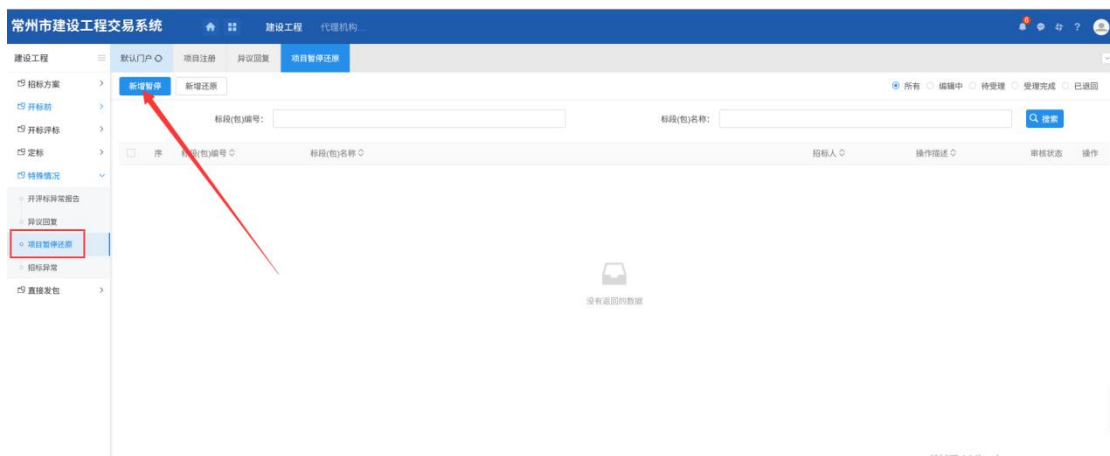 常州市建设工程交易系统 建设工程 代理机构... 6 ?
建设工程 默认门户 项目注册 异议回复 项目暂停还原
招标方案 新增暂停 新增还原 所有 编辑中 待受理 受理完成 已退回
开标前 标段(包)编号: 标段(包)名称: 搜索
开标评标
定标 序 标段(包)编号 标段(包)名称 招标人 操作描述 审核状态 操作
特殊情况
开评标异常报告
异议回复
项目暂停还原
招标异常
直接发包
没有返回的数据